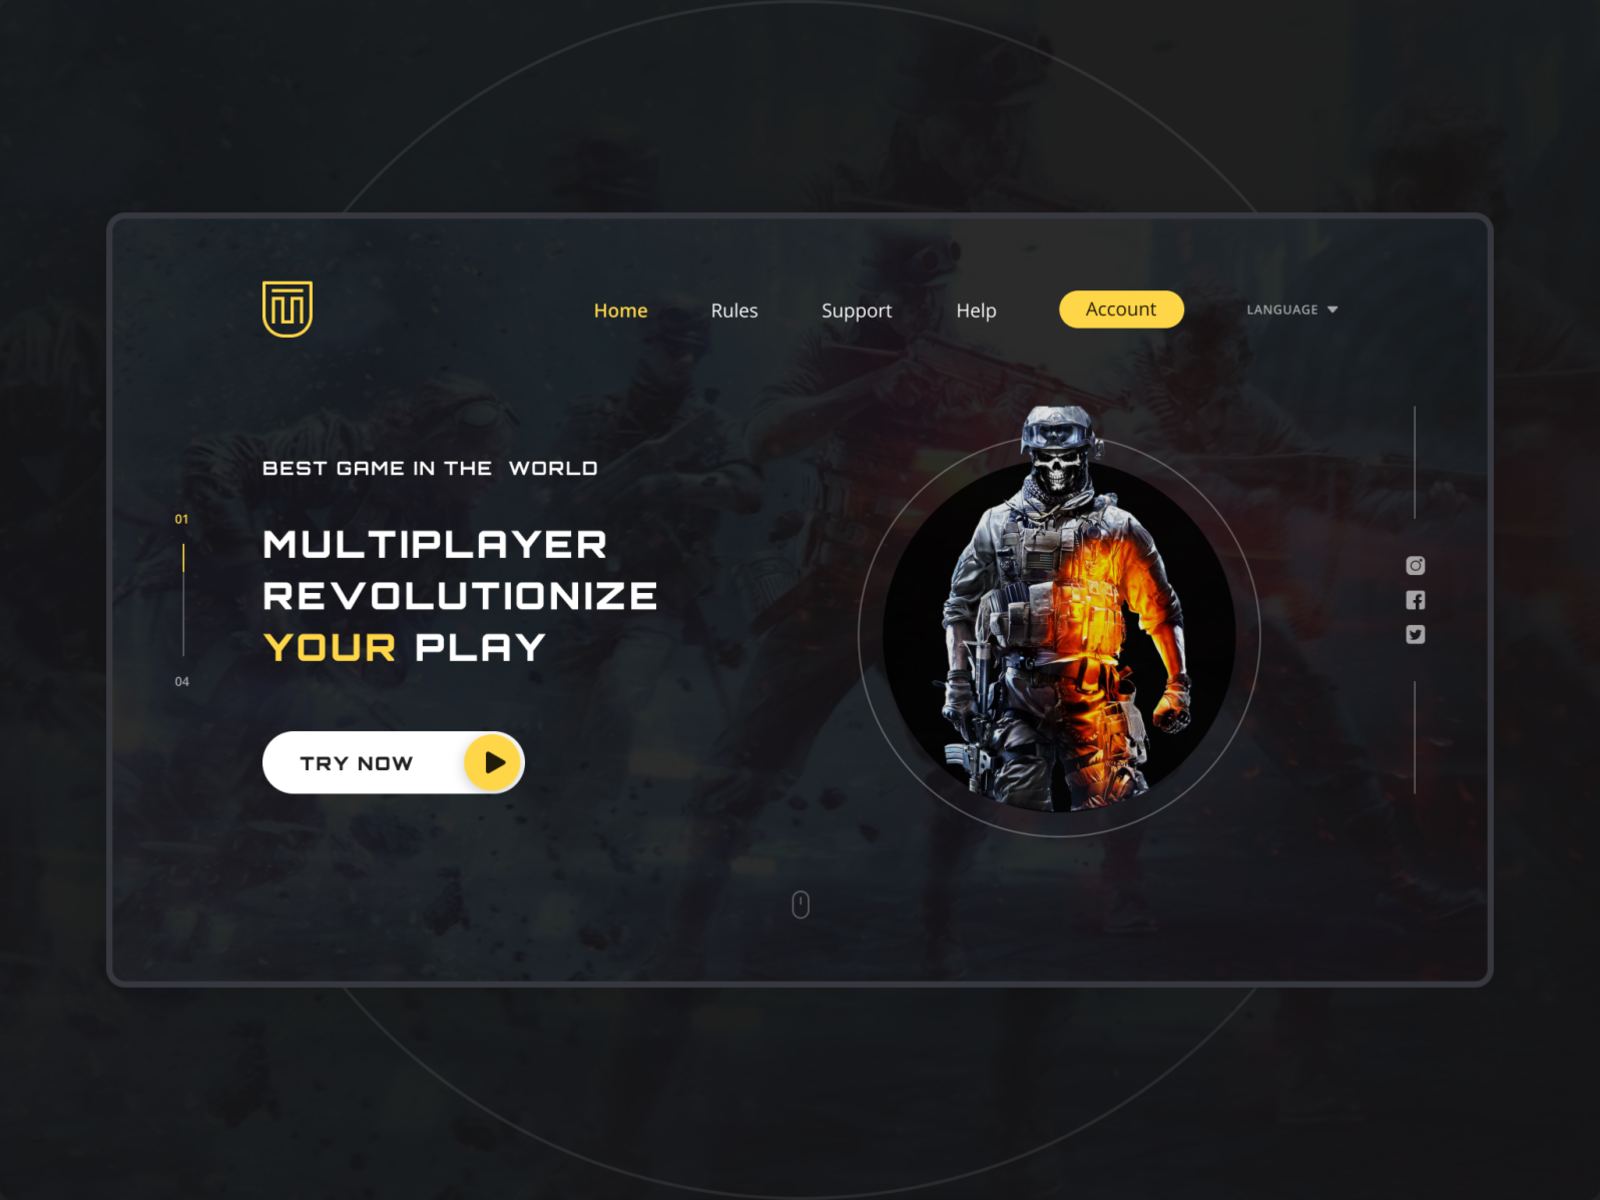 Home
Rules
Support
Help
Account
LANGUAGE
BEST GAME IN THE WORLD
01
MULTIPLAYER
REVOLUTIONIZE
YOUR PLAY
04
TRY NOW